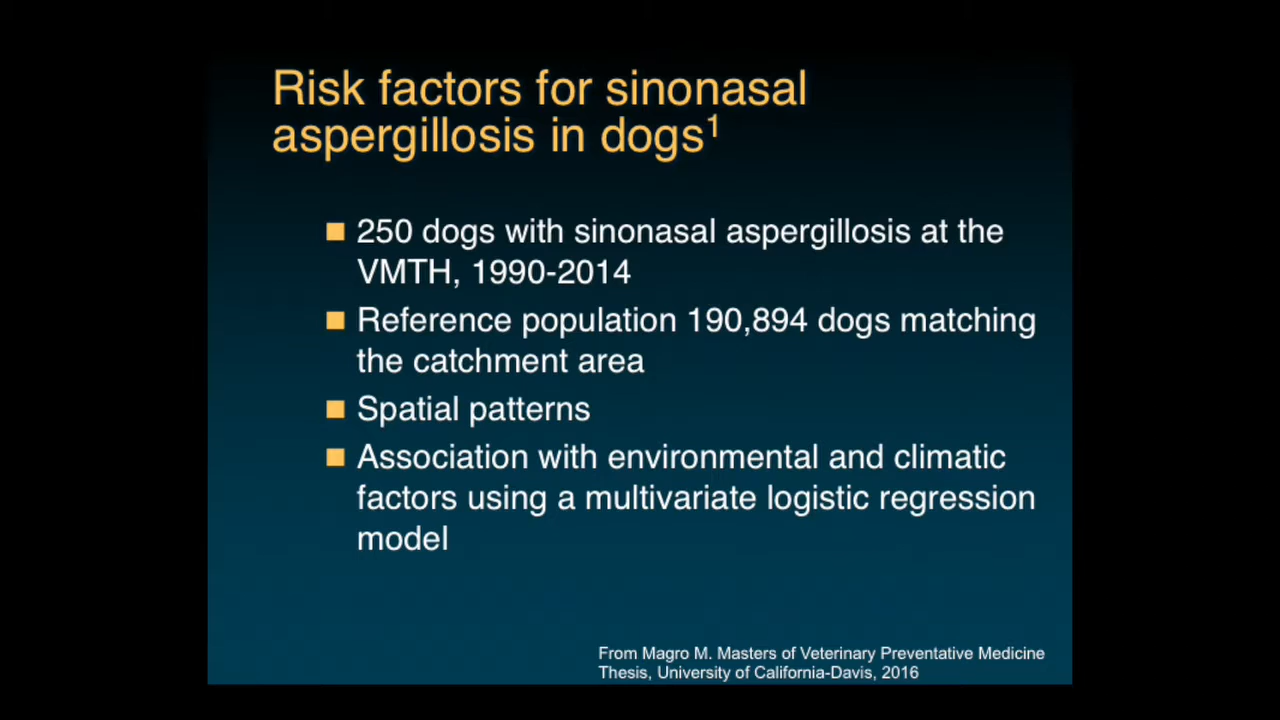 Risk factors for sinonasal
aspergillosis in dogs¹
250 dogs with sinonasal aspergillosis at the
VMTH, 1990-2014
Reference population 190,894 dogs matching
the catchment area
Spatial patterns
Association with environmental and climatic
factors using a multivariate logistic regression
model
From Magro M. Masters of Veterinary Preventative Medicine
Thesis, University of California-Davis, 2016